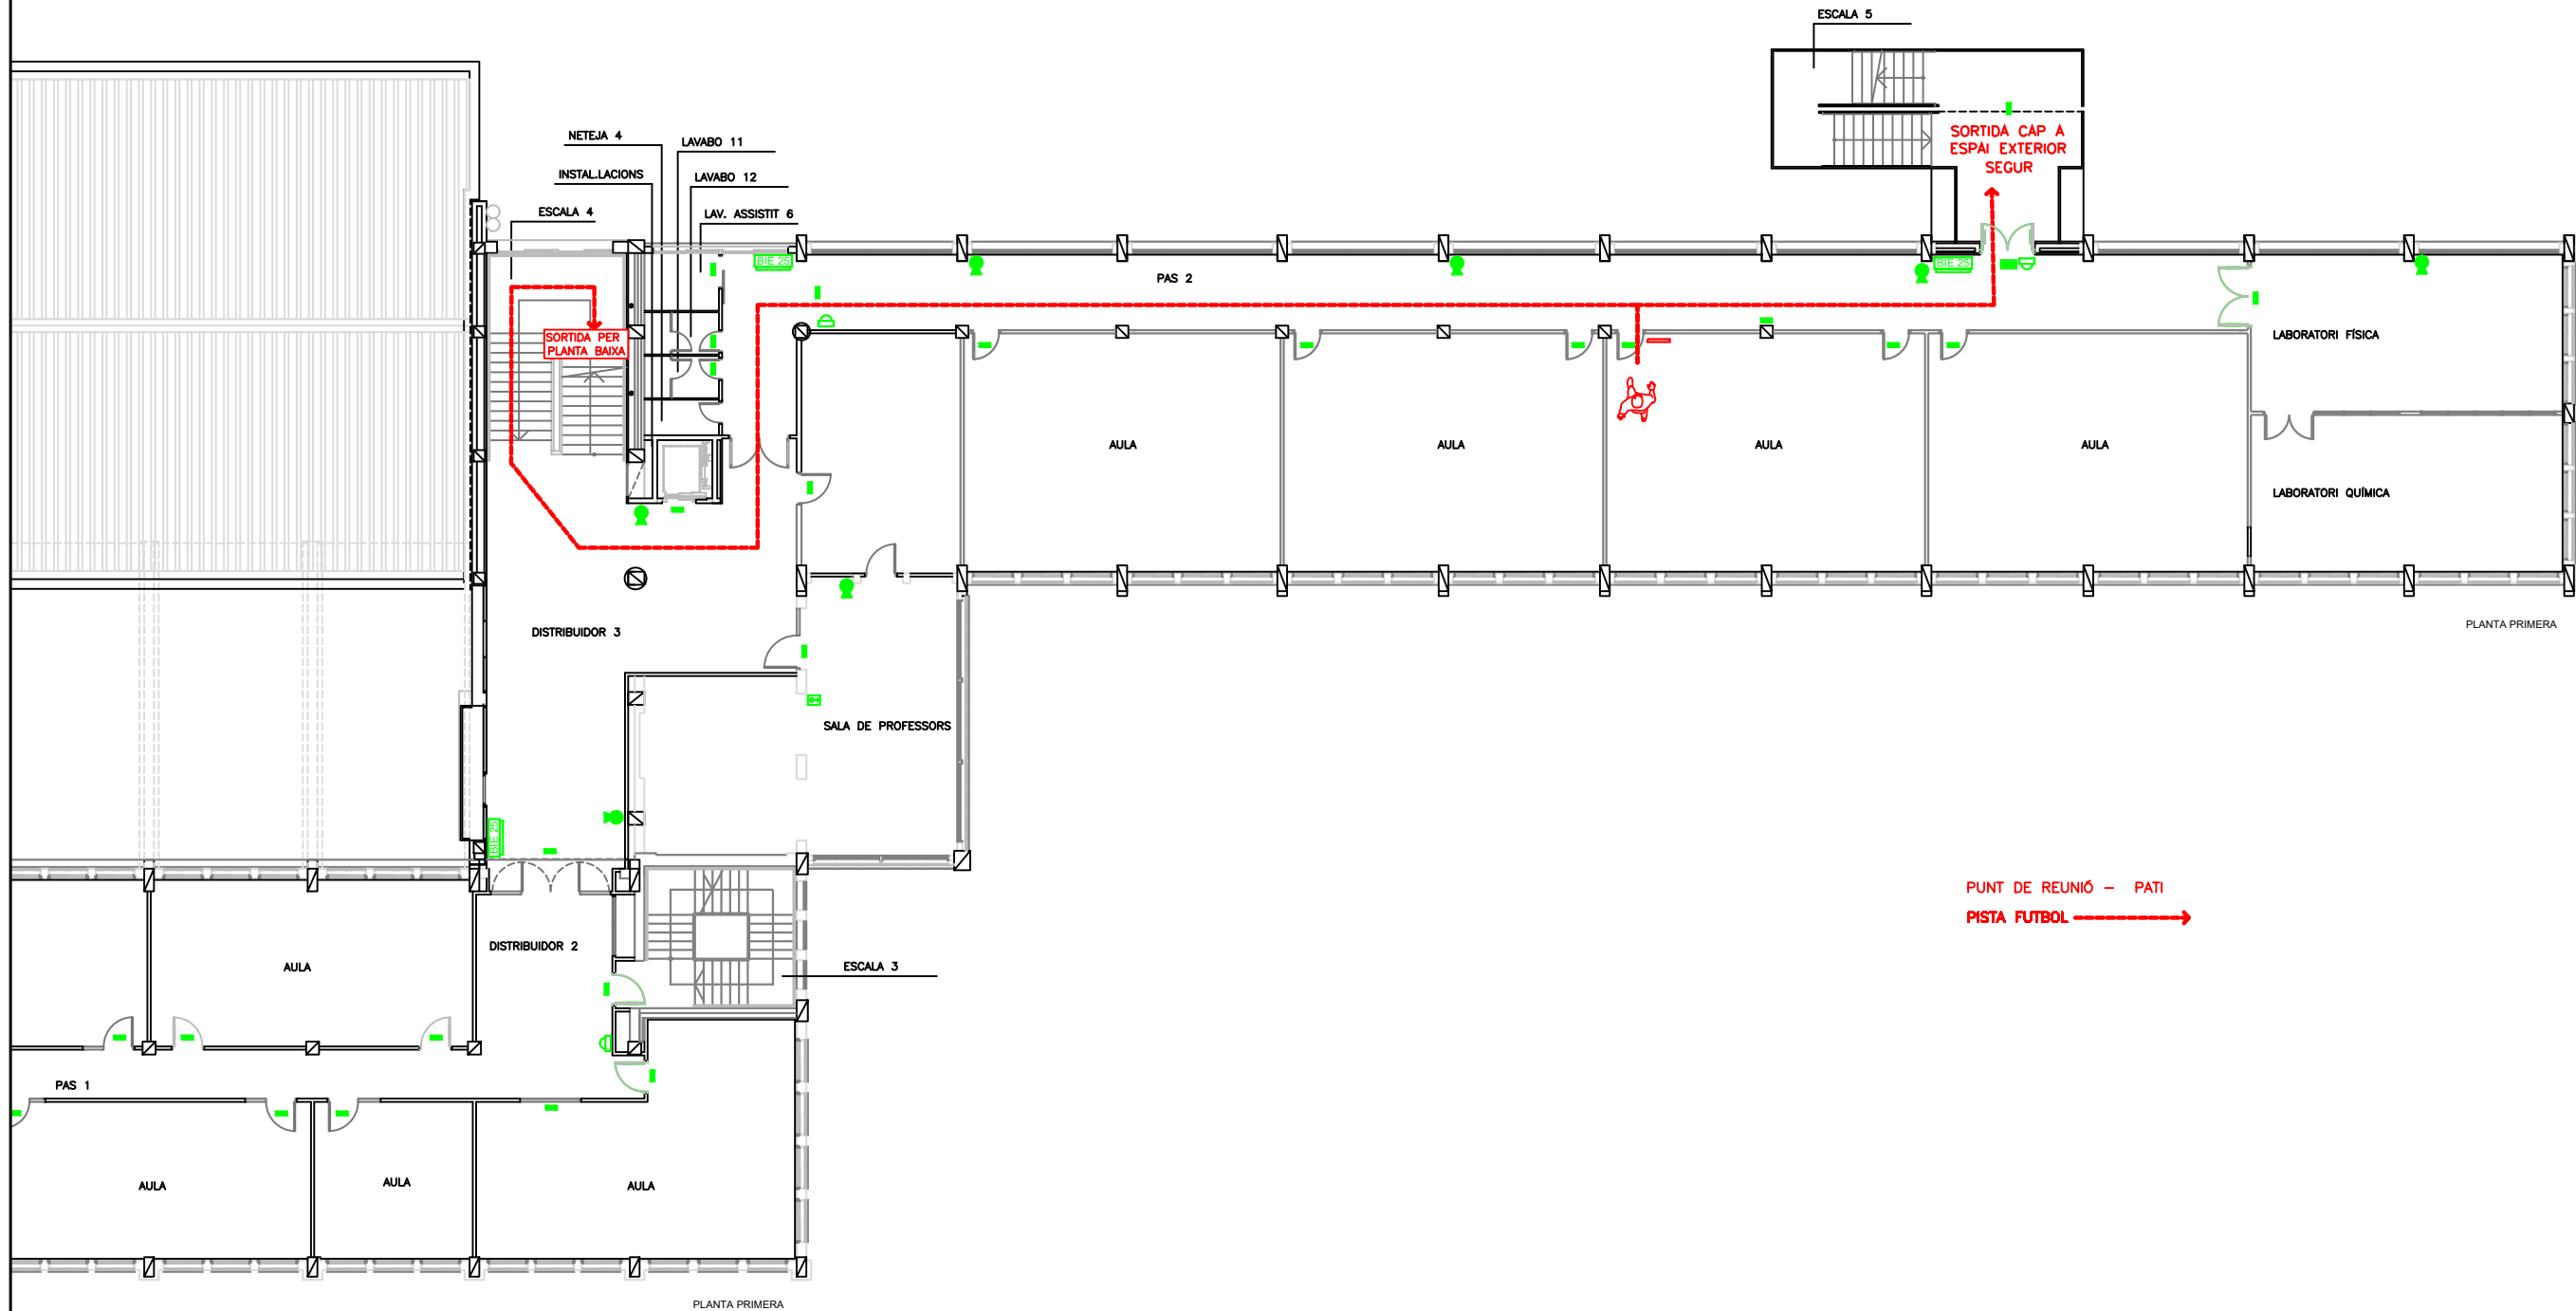 ESCALA 5
NETEJA 4
LAVABO 11
INSTAL.LACIONS
LAVABO 12
ESCALA 4
LAV. ASSISTIT 6
SORTIDA CAP A
ESPAI EXTERIOR
SEGUR
BIE 25
BIE 25
PAS 2
SORTIDA PER
PLANTA BAIXA
LABORATORI FÍSICA
AULA
AULA
AULA
AULA
LABORATORI QUÍMICA
PLANTA PRIMERA
DISTRIBUIDOR 3
SALA DE PROFESSORS
BIE 25
PUNT DE REUNIÓ - PATI
PISTA FUTBOL
DISTRIBUIDOR 2
AULA
ESCALA 3
PAS 1
AULA
AULA
AULA
PLANTA PRIMERA